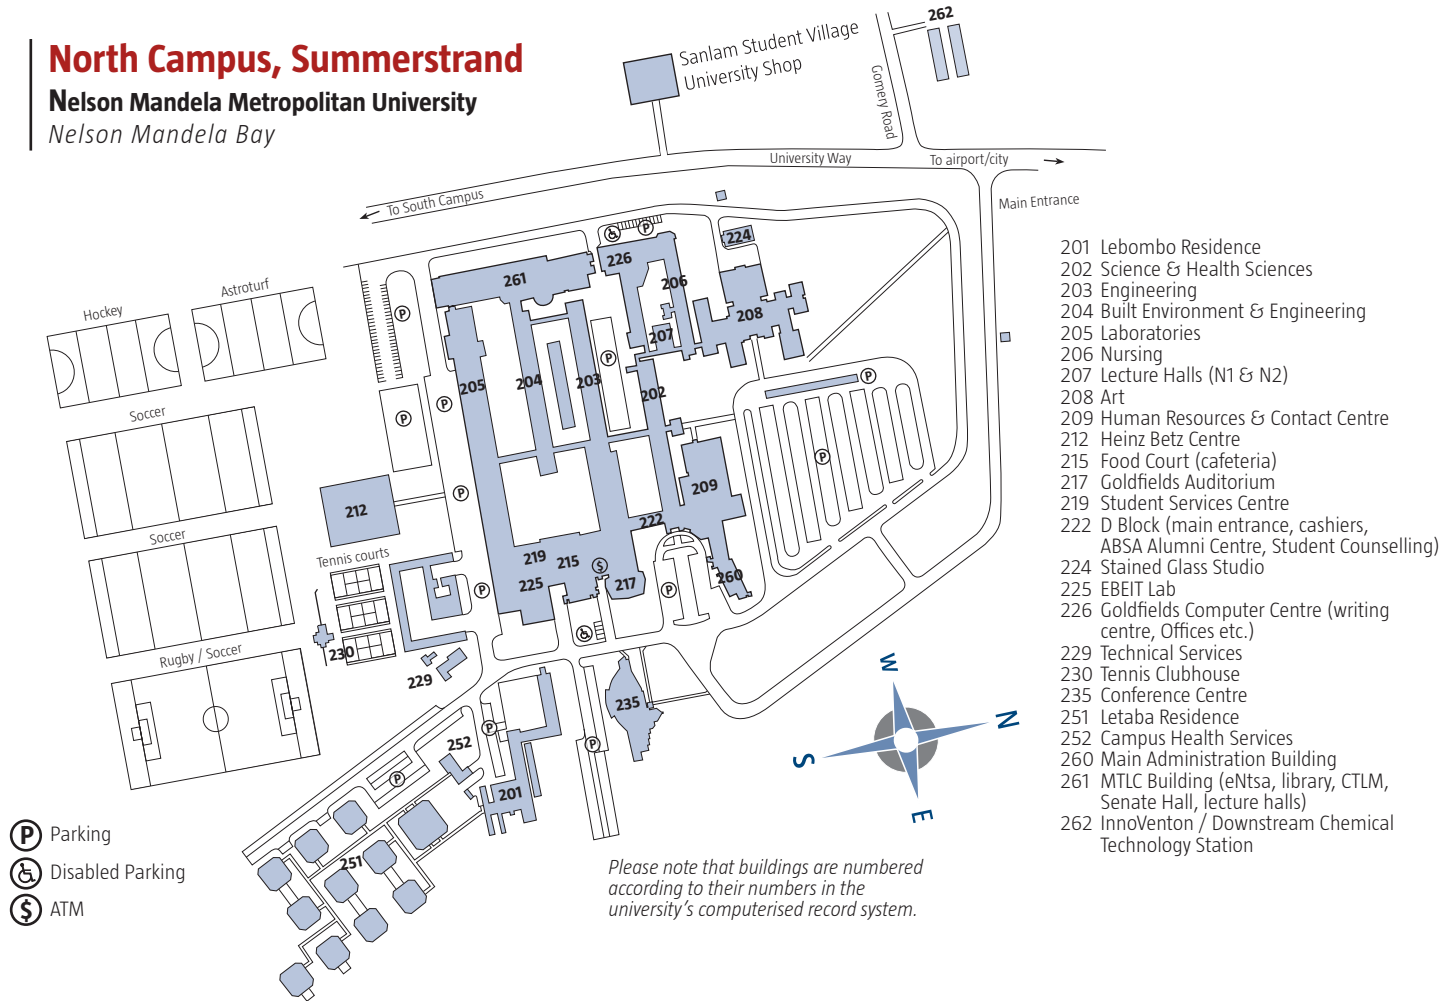 North Campus, Summerstrand
Nelson Mandela Metropolitan University
Nelson Mandela Bay
Sanlam Student Village
University Shop
262
Gomery Road
University Way
To airport/city
To South Campus
Main Entrance
Hockey
Astroturf
Soccer
Soccer
Rugby / Soccer
Tennis courts
P
P
P
P
P
P
P
P
P
P
P
P
P
224
226
261
206
208
207
205
204
203
202
212
209
222
219
215
$
225
217
260
230
229
235
252
201
251
W
N
S
E
201 Lebombo Residence
202 Science & Health Sciences
203 Engineering
204 Built Environment & Engineering
205 Laboratories
206 Nursing
207 Lecture Halls (N1 & N2)
208 Art
209 Human Resources & Contact Centre
212 Heinz Betz Centre
215 Food Court (cafeteria)
217 Goldfields Auditorium
219 Student Services Centre
222 D Block (main entrance, cashiers,
ABSA Alumni Centre, Student Counselling)
224 Stained Glass Studio
225 EBEIT Lab
226 Goldfields Computer Centre (writing
centre, Offices etc.)
229 Technical Services
230 Tennis Clubhouse
235 Conference Centre
251 Letaba Residence
252 Campus Health Services
260 Main Administration Building
261 MTLC Building (eNtsa, library, CTLM,
Senate Hall, lecture halls)
262 InnoVenton / Downstream Chemical
Technology Station
P Parking
Disabled Parking
$ ATM
Please note that buildings are numbered
according to their numbers in the
university's computerised record system.